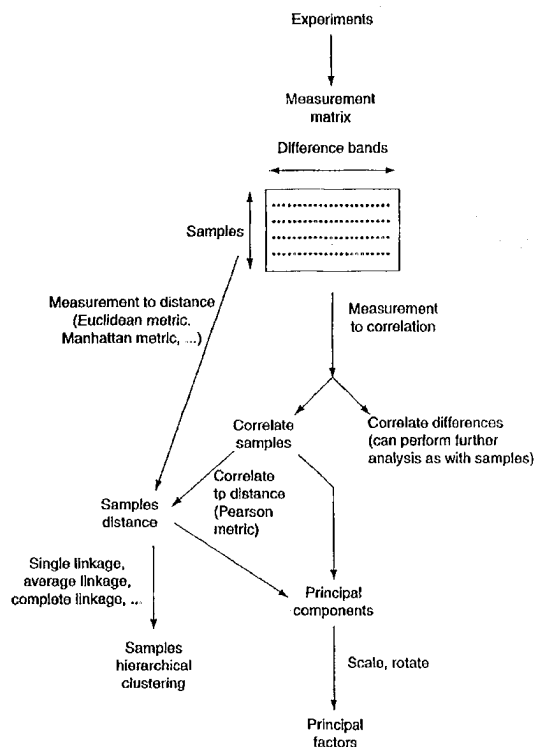 Experiments
Measurement
matrix
Difference bands
Samples
Measurement to distance
(Euclidean metric.
Manhattan metric, ...)
Measurement
to correlation
Correlate
samples
Correlate differences
(can perform further
analysis as with samples)
Correlate
to distance
(Pearson
metric)
Samples
distance
Single linkage,
average linkage,
complete linkage, ...
Principal
components
Samples
hierarchical
clustering
Scale, rotate
Principal
factors